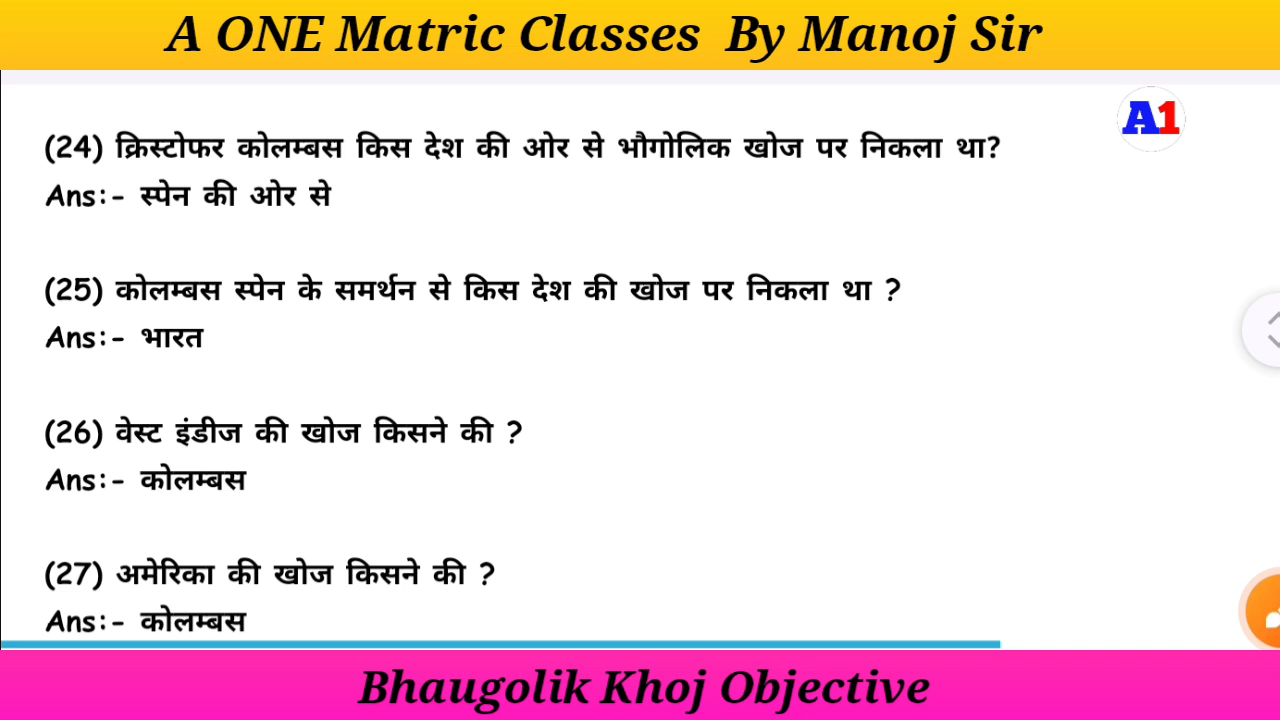 A ONE Matric Classes By Manoj Sir
A1
(24) क्रिस्टोफर कोलम्बस किस देश की ओर से भौगोलिक खोज पर निकला था?
Ans:- स्पेन की ओर से
(25) कोलम्बस स्पेन के समर्थन से किस देश की खोज पर निकला था ?
Ans:- भारत
(26) वेस्ट इंडीज की खोज किसने की ?
Ans:- कोलम्बस
(27) अमेरिका की खोज किसने की ?
Ans:- कोलम्बस
Bhaugolik Khoj Objective